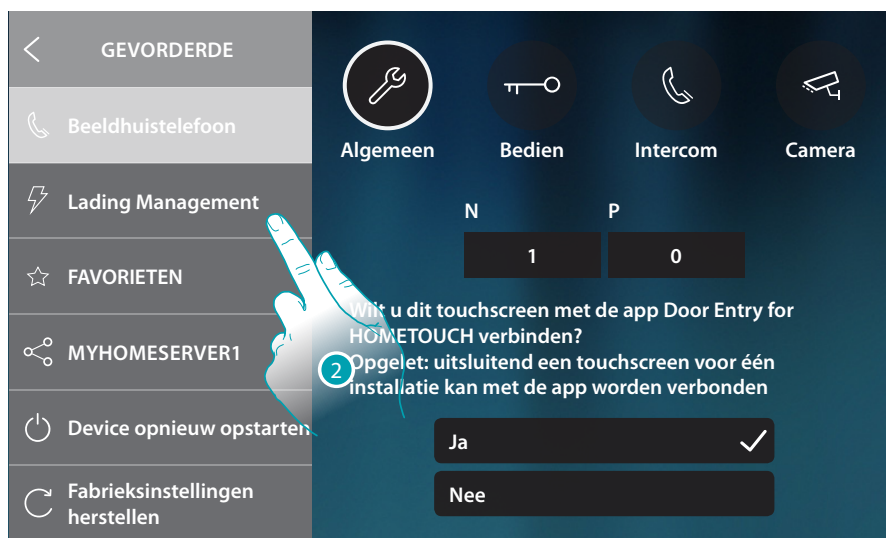 GEVORDERDE
Beeldhuistelefoon
Lading Management
FAVORIETEN
MYHOMESERVER1
Device opnieuw opstarten
Fabrieksinstellingen
herstellen
Algemeen
Bedien
Intercom
Camera
N
P
1
0
Wilt u dit touchscreen met de app Door Entry for
HOMETOUCH verbinden?
Opgelet: uitsluitend een touchscreen voor één
installatie kan met de app worden verbonden
2
Ja
Nee